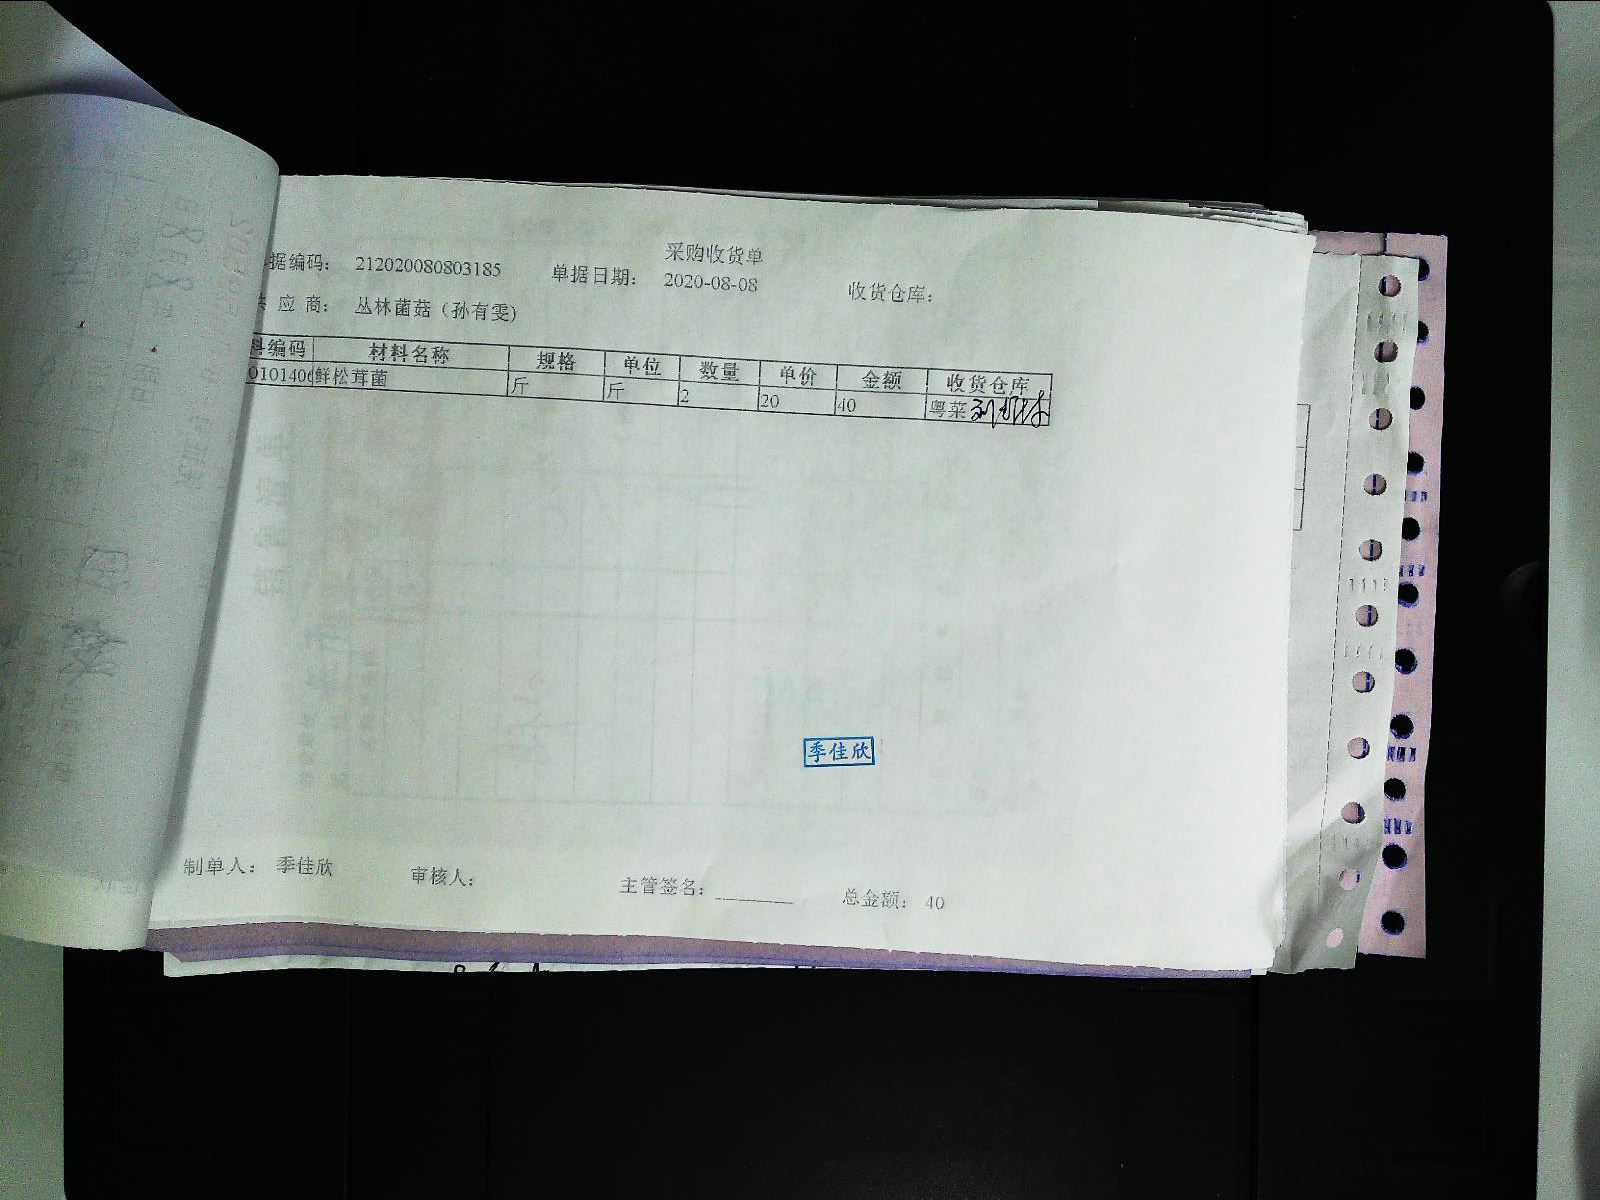 采购收货单
据编码： 212020080803185 单据日期： 2020-08-08 收货仓库：
供 应 商： 丛林菌菇（孙有雯）
料编码 材料名称 规格 单位 数量 单价 金额 收货仓库
鲜松茸菌 斤 斤 2 20 40 粤菜
季佳欣
制单人： 季佳欣 审核人： 主管签名： 总金额： 40